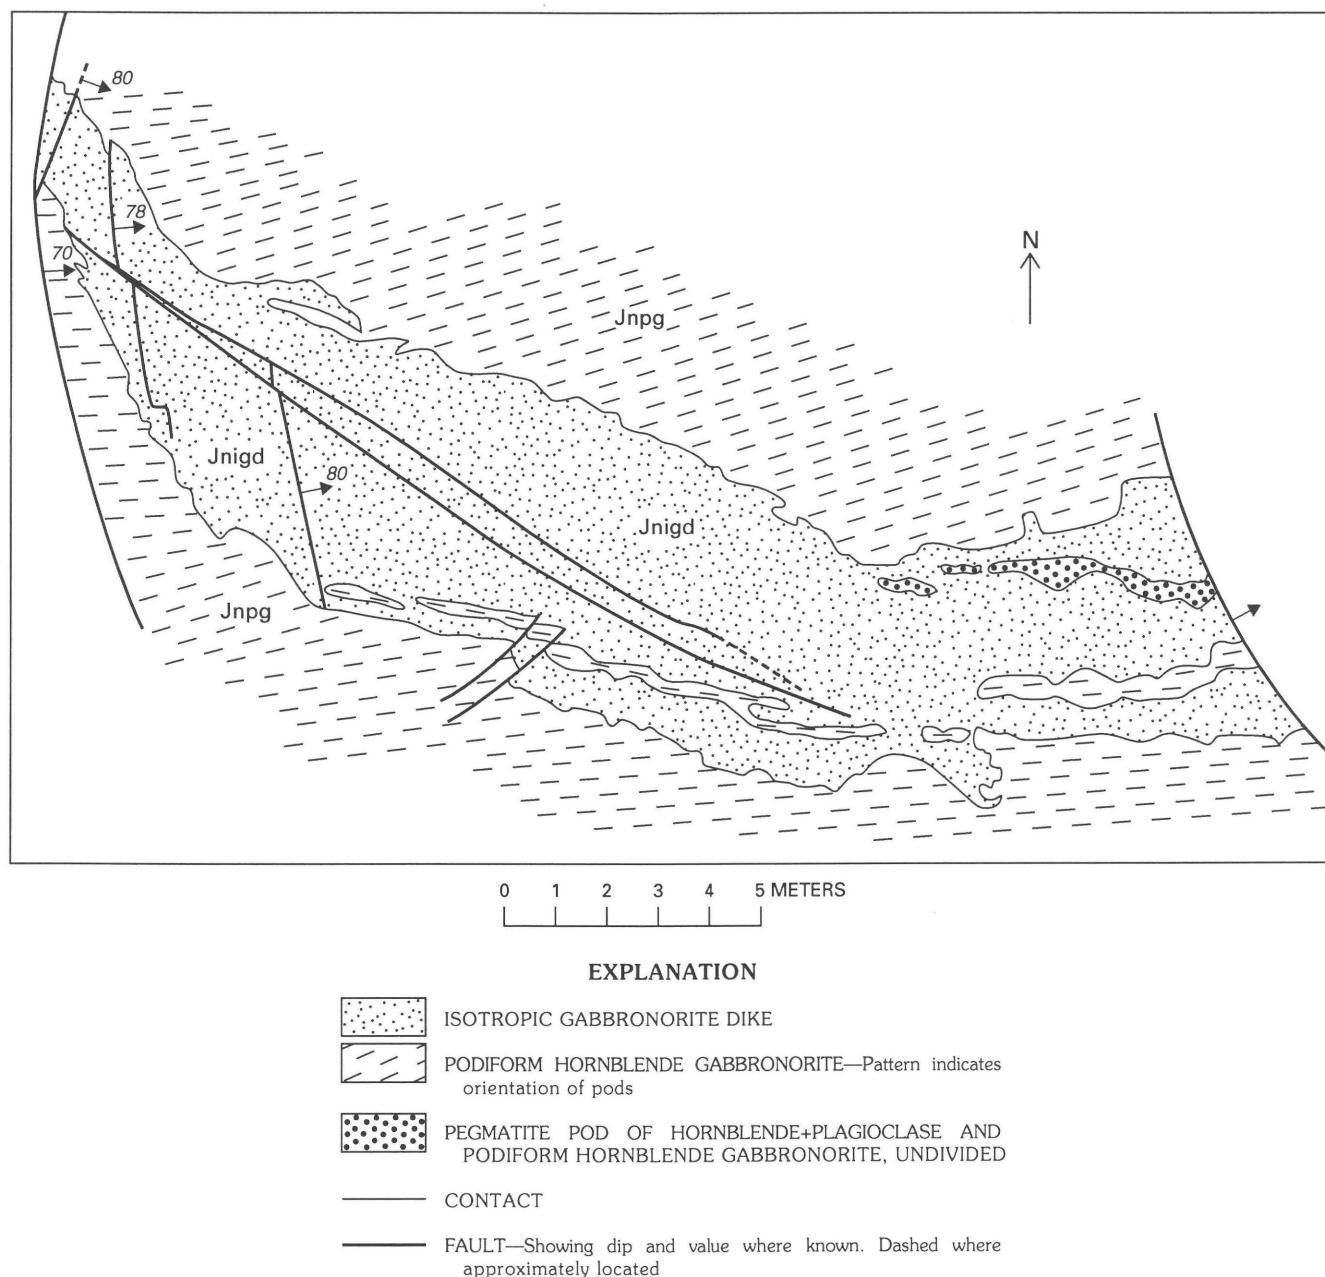 80
78
70
N
Jnpg
Jnigd
80
Jnigd
Jnpg
0 1 2 3 4 5 METERS
EXPLANATION
ISOTROPIC GABBRONORITE DIKE
PODIFORM HORNBLENDE GABBRONORITE—Pattern indicates
orientation of pods
PEGMATITE POD OF HORNBLENDE+PLAGIOCLASE AND
PODIFORM HORNBLENDE GABBRONORITE, UNDIVIDED
CONTACT
FAULT—Showing dip and value where known. Dashed where
approximately located